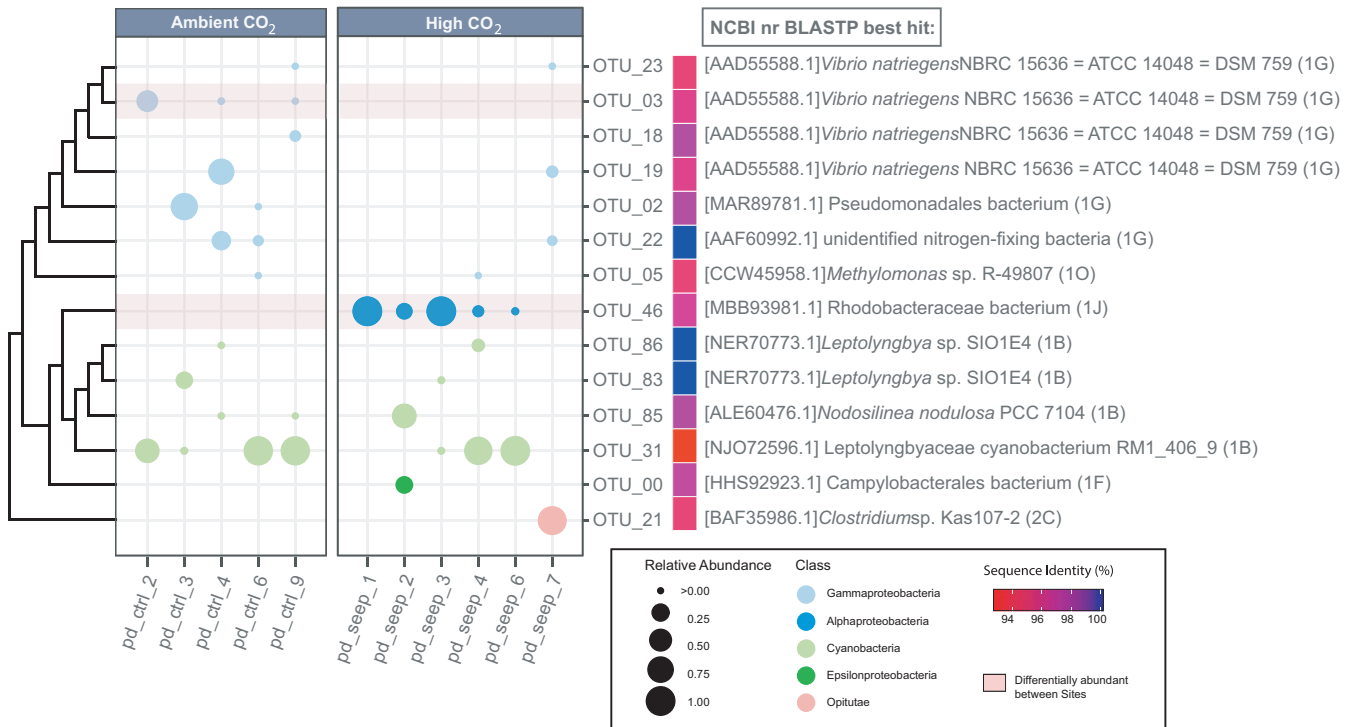 Ambient CO2
High CO2
NCBI nr BLASTP best hit:
OTU_23 [AAD55588.1]Vibrio natriegensNBRC 15636 = ATCC 14048 = DSM 759 (1G)
OTU_03 [AAD55588.1]Vibrio natriegens NBRC 15636 = ATCC 14048 = DSM 759 (1G)
OTU_18 [AAD55588.1]Vibrio natriegensNBRC 15636 = ATCC 14048 = DSM 759 (1G)
OTU_19 [AAD55588.1]Vibrio natriegens NBRC 15636 = ATCC 14048 = DSM 759 (1G)
OTU_02 [MAR89781.1] Pseudomonadales bacterium (1G)
OTU_22 [AAF60992.1] unidentified nitrogen-fixing bacteria (1G)
OTU_05 [CCW45958.1]Methylomonas sp. R-49807 (1O)
OTU_46 [MBB93981.1] Rhodobacteraceae bacterium (1J)
OTU_86 [NER70773.1]Leptolyngbya sp. SIO1E4 (1B)
OTU_83 [NER70773.1]Leptolyngbya sp. SIO1E4 (1B)
OTU_85 [ALE60476.1]Nodosilinea nodulosa PCC 7104 (1B)
OTU_31 [NJO72596.1] Leptolyngbyaceae cyanobacterium RM1_406_9 (1B)
OTU_00 [HHS92923.1] Campylobacterales bacterium (1F)
OTU_21 [BAF35986.1]Clostridiumsp. Kas107-2 (2C)
pd_ctrl_2
pd_ctrl_3
pd_ctrl_4
pd_ctrl_6
pd_ctrl_9
pd_seep_1
pd_seep_2
pd_seep_3
pd_seep_4
pd_seep_6
pd_seep_7
Relative Abundance
>0.00
0.25
0.50
0.75
1.00
Class
Gammaproteobacteria
Alphaproteobacteria
Cyanobacteria
Epsilonproteobacteria
Opitutae
Sequence Identity (%)
94 96 98 100
Differentially abundant
between Sites